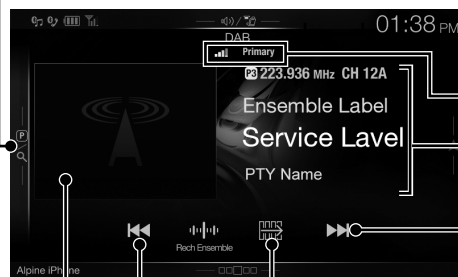 01:38 PM
DAB
Primary
P3 223.936 MHz CH 12A
Ensemble Label
Service Lavel
PTY Name
P
Rech Ensemble
Alpine iPhone